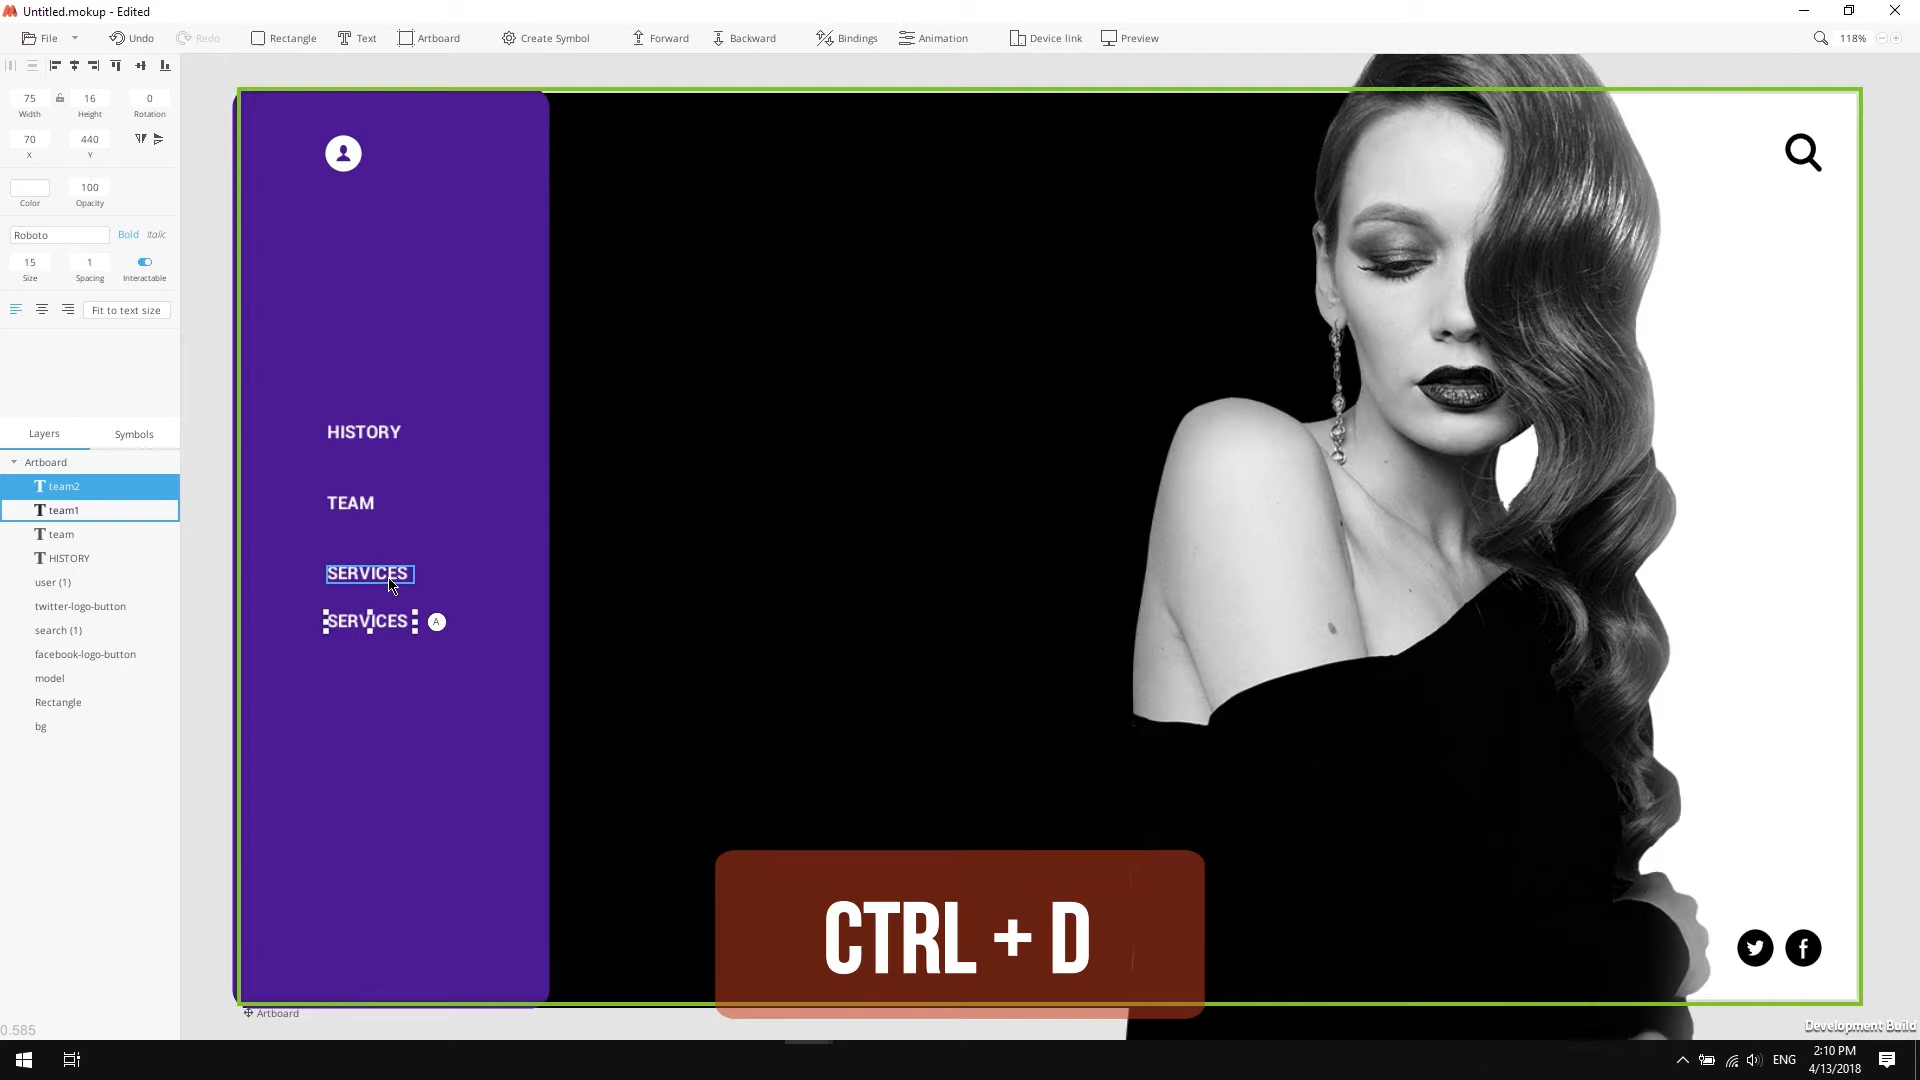 Untitled.mokup - Edited
File
Undo
Redo
Rectangle
Text
Artboard
Create Symbol
Forward
Backward
Bindings
Animation
Device link
Preview
118%
75
16
0
Width
Height
Rotation
70
440
X
Y
100
Color
Opacity
Roboto
Bold
Italic
15
1
Size
Spacing
Interactable
Fit to text size
Layers
Symbols
Artboard
T team2
T team1
T team
T HISTORY
user (1)
twitter-logo-button
search (1)
facebook-logo-button
model
Rectangle
bg
0.585
HISTORY
TEAM
SERVICES
SERVICES
A
CTRL + D
Artboard
Development Build
ENG
2:10 PM
4/13/2018